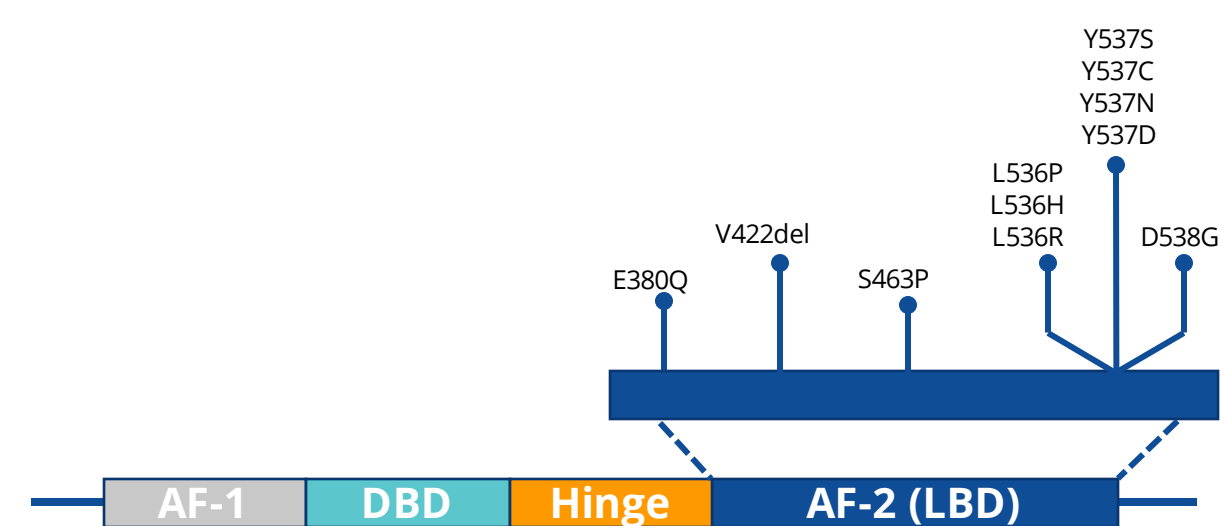 Y537S
Y537C
Y537N
Y537D
L536P
L536H
L536R
D538G
V422del
E380Q
S463P
AF-1
DBD
Hinge
AF-2 (LBD)